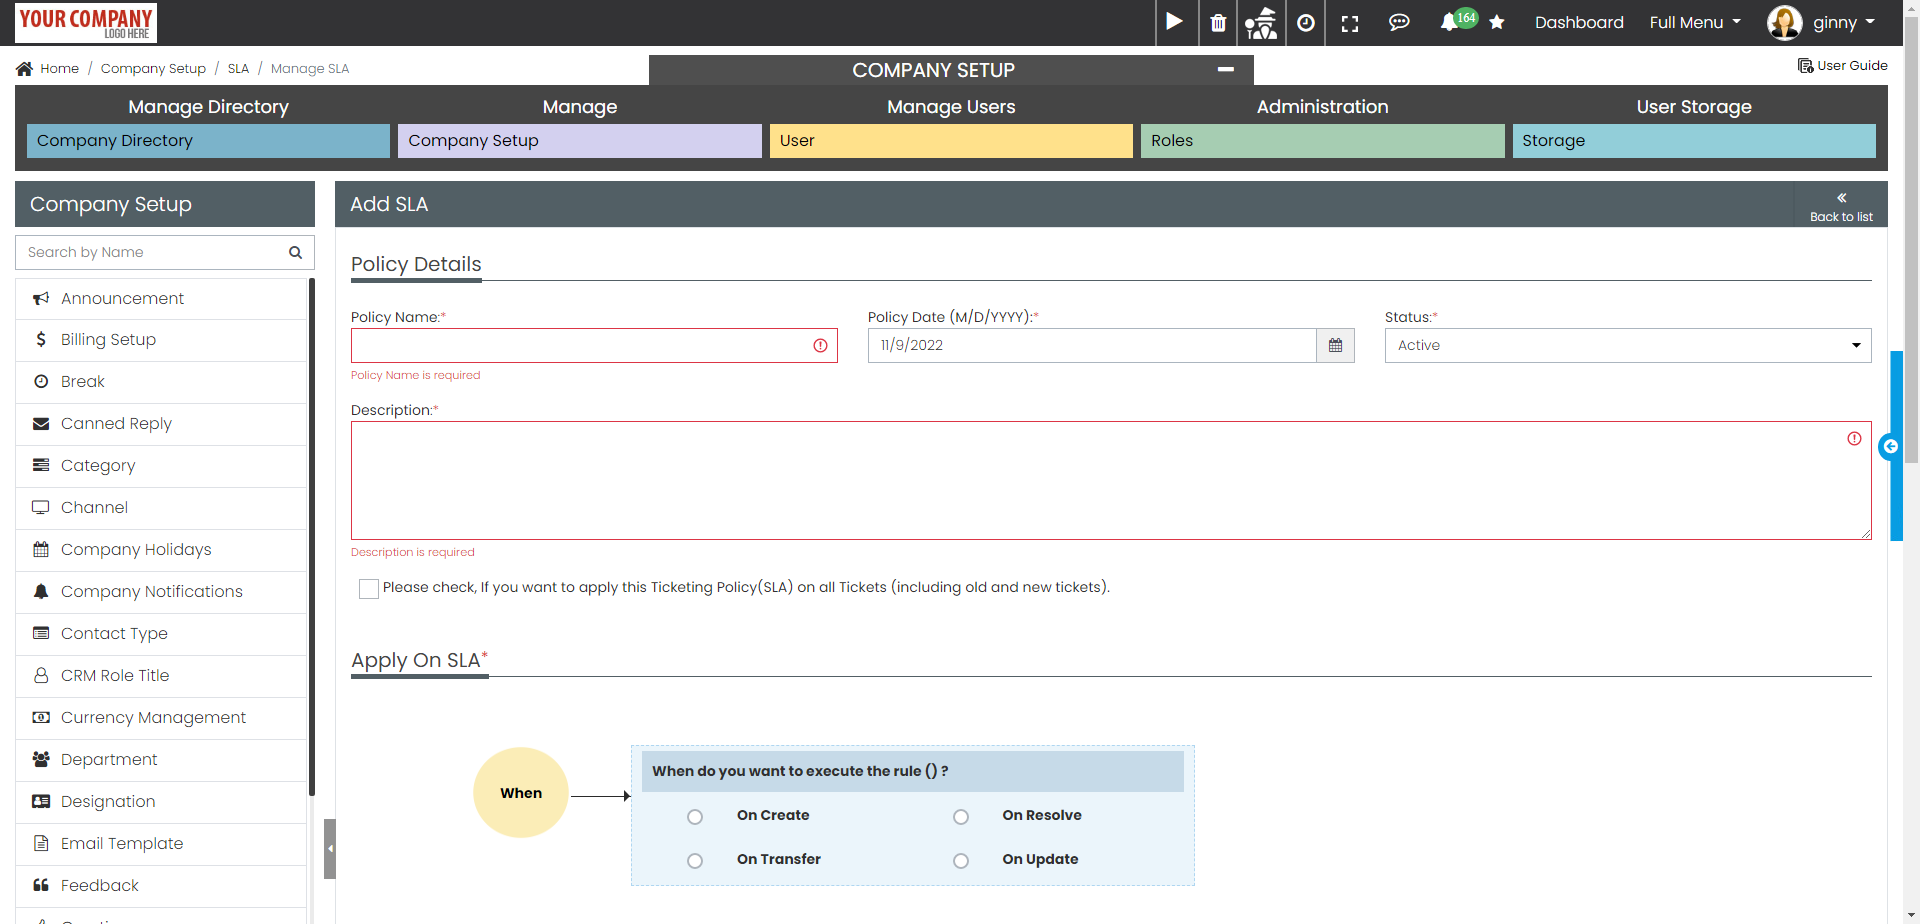 YOUR COMPANY
LOGO HERE
164
Dashboard
Full Menu
ginny
Home / Company Setup / SLA / Manage SLA
COMPANY SETUP
User Guide
Manage Directory
Manage
Manage Users
Administration
User Storage
Company Directory
Company Setup
User
Roles
Storage
Company Setup
Search by Name
Announcement
Billing Setup
Break
Canned Reply
Category
Channel
Company Holidays
Company Notifications
Contact Type
CRM Role Title
Currency Management
Department
Designation
Email Template
Feedback
Add SLA
Back to list
Policy Details
Policy Name:*
Policy Date (M/D/YYYY):*
Status:*
11/9/2022
Active
Policy Name is required
Description:*
Description is required
Please check, If you want to apply this Ticketing Policy(SLA) on all Tickets (including old and new tickets).
Apply On SLA*
When
When do you want to execute the rule () ?
On Create
On Resolve
On Transfer
On Update